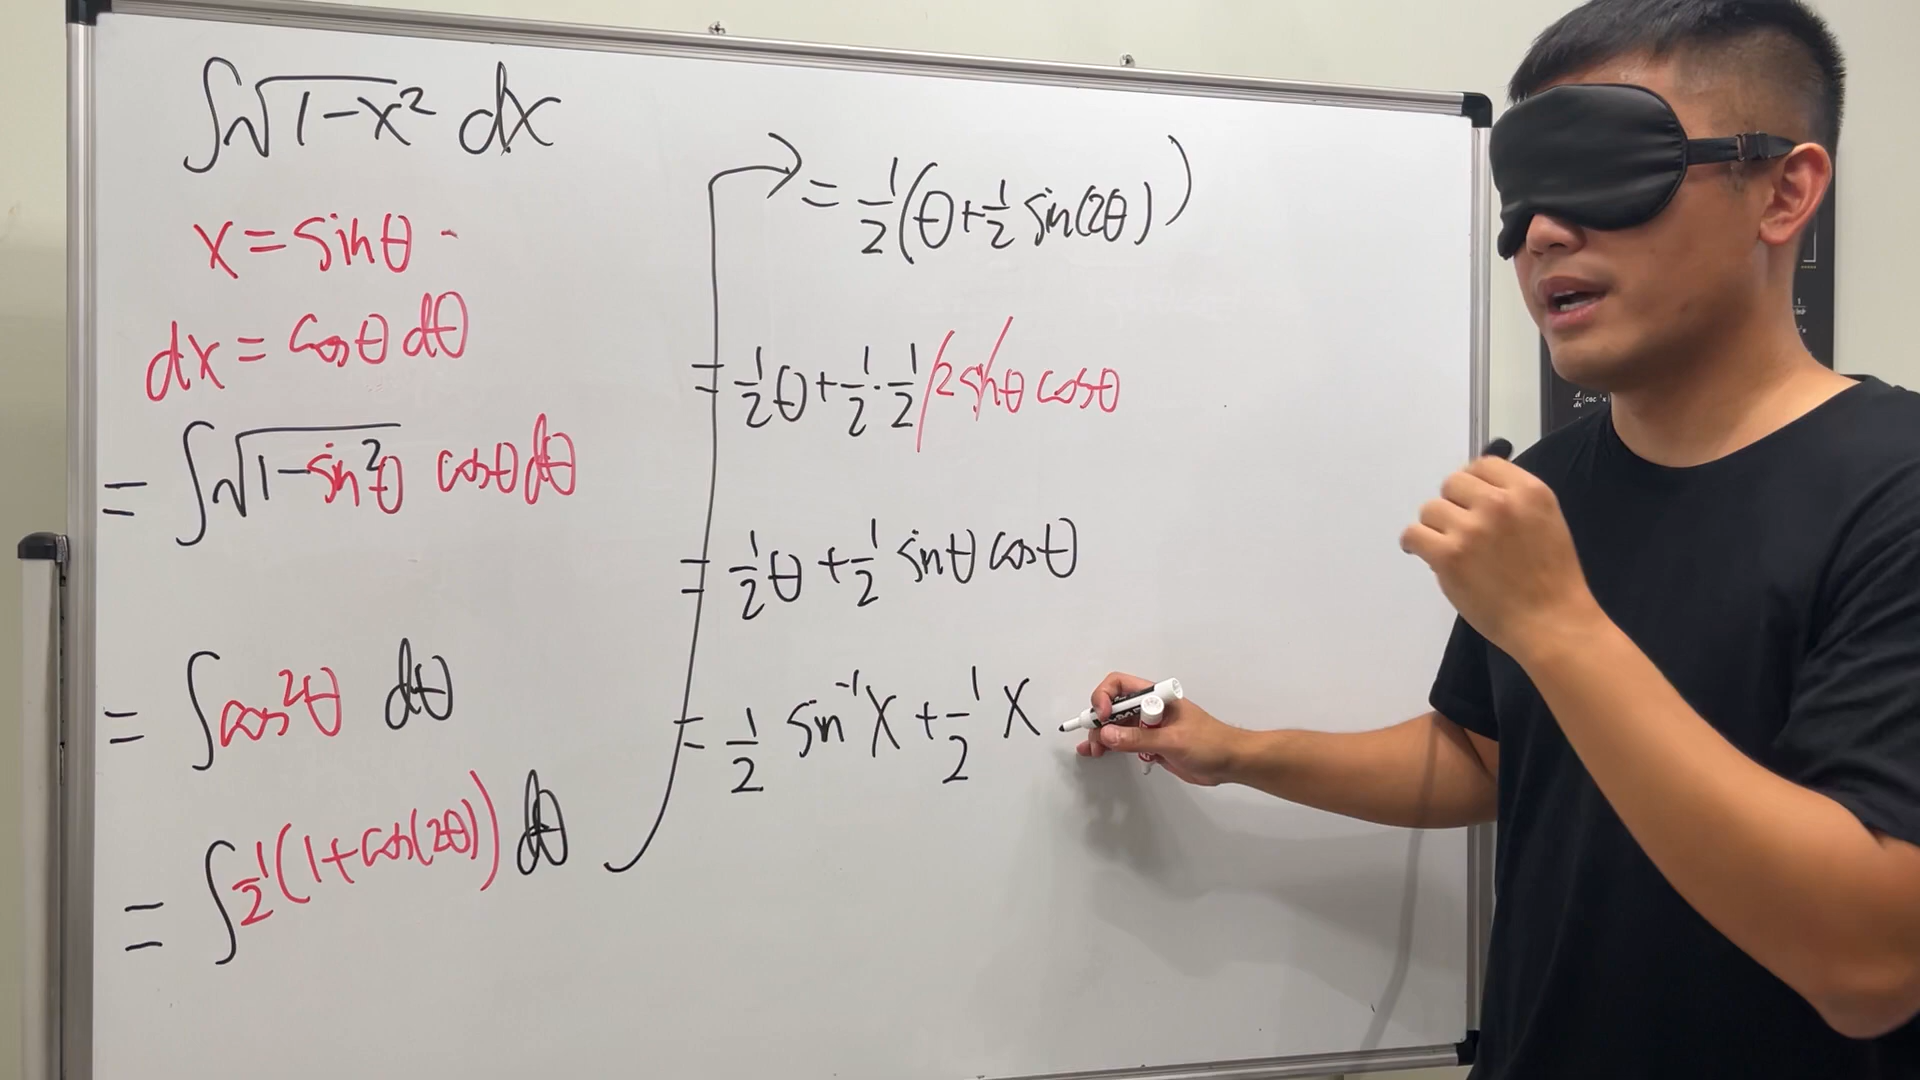 ∫√1-x² dx
x = sinθ
dx = cosθ dθ
= ∫√1-sin²θ cosθ dθ
= ∫cos²θ dθ
= ∫½(1+cos(2θ)) dθ
= ½(θ+½ sin(2θ))
= ½θ+½·½ 2sinθ cosθ
= ½θ+½ sinθ cosθ
= ½ sin⁻¹x+½ x